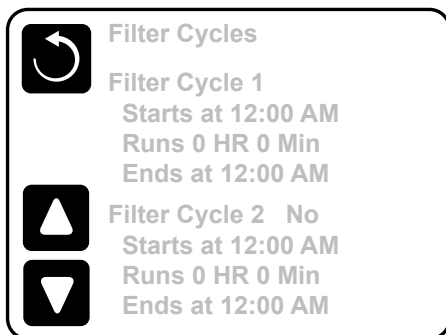 Filter Cycles
Filter Cycle 1
Starts at 12:00 AM
Runs 0 HR 0 Min
Ends at 12:00 AM
Filter Cycle 2 No
Starts at 12:00 AM
Runs 0 HR 0 Min
Ends at 12:00 AM